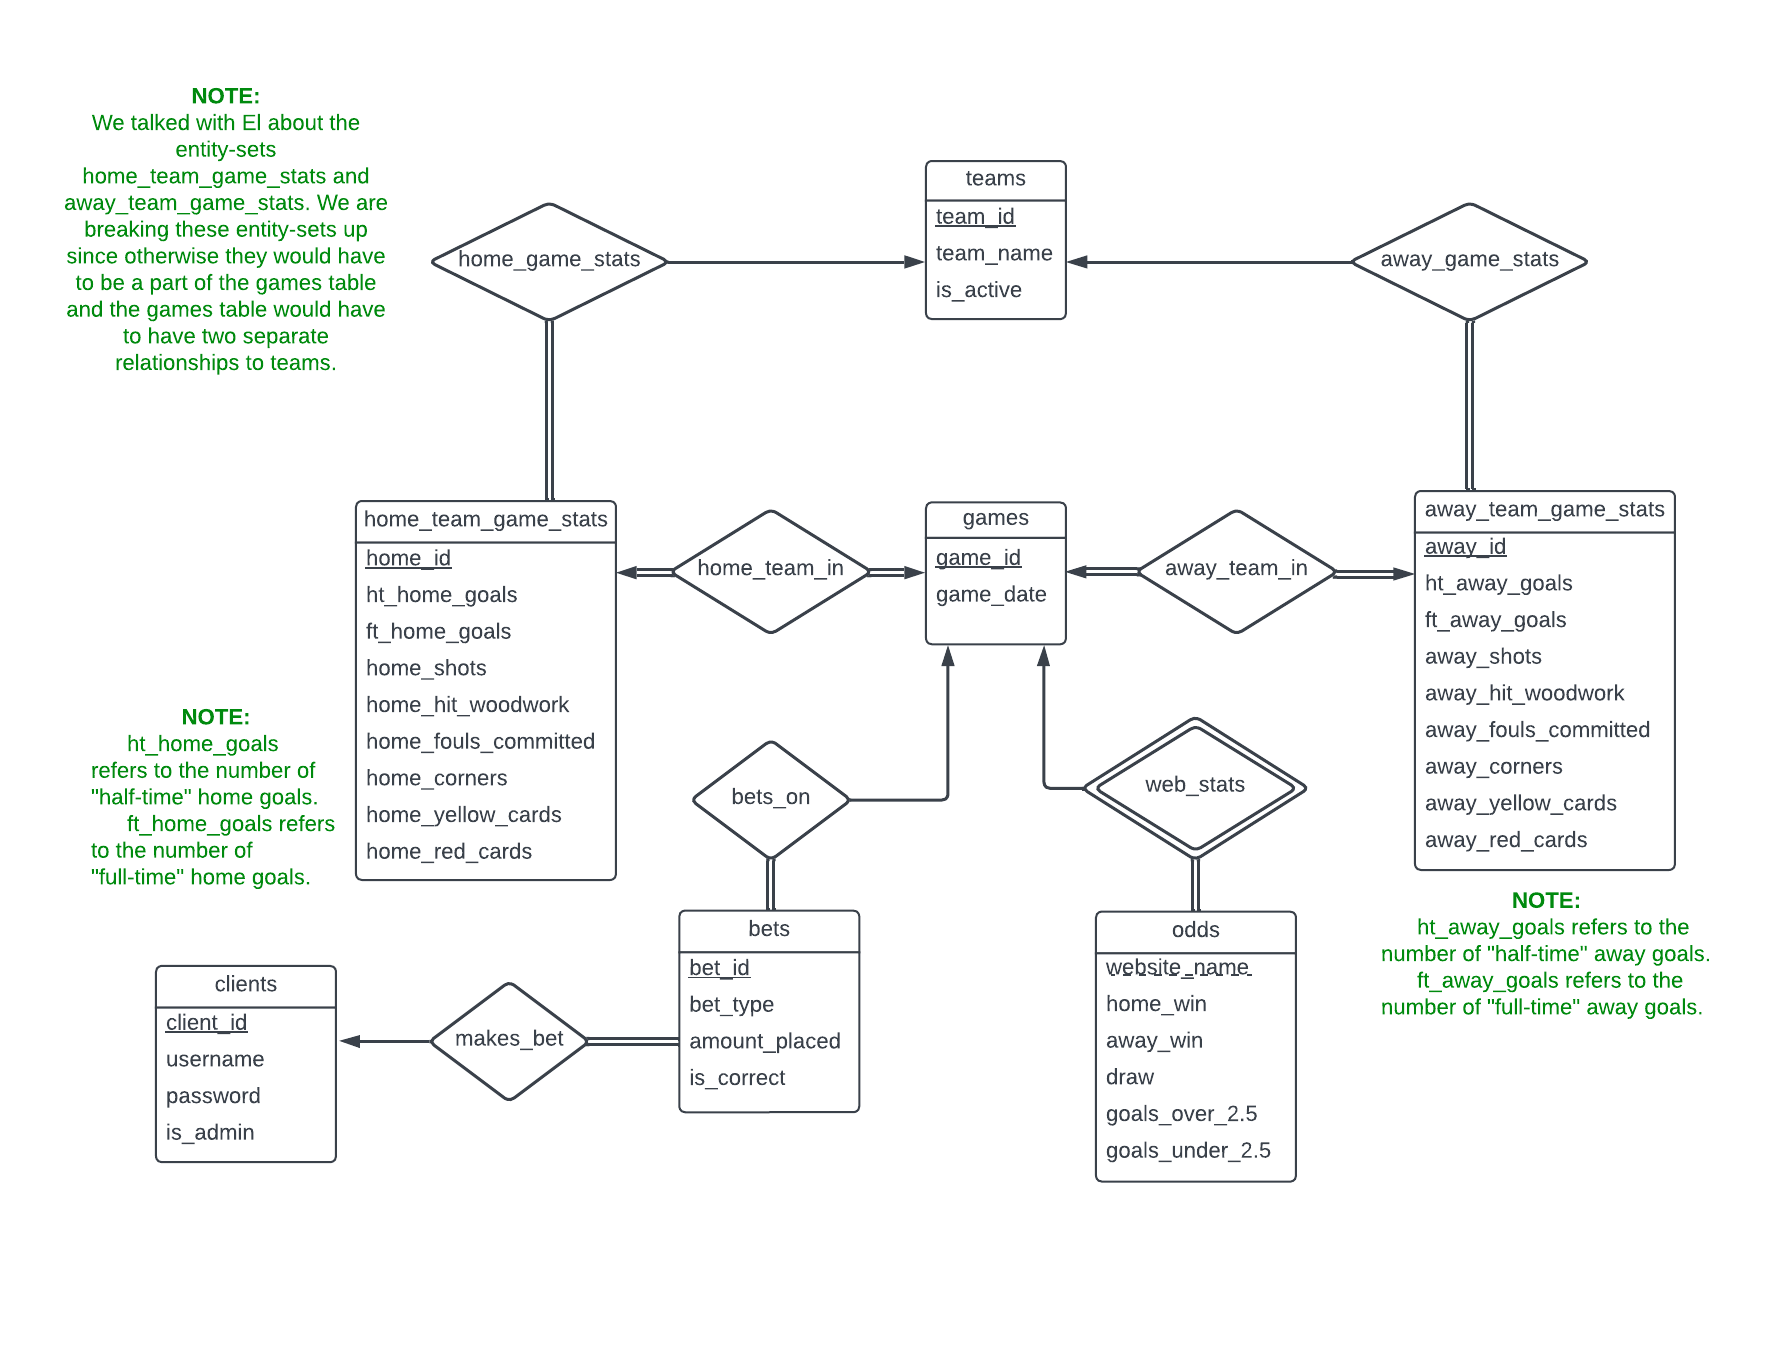 NOTE:
We talked with El about the
entity-sets
home_team_game_stats and
away_team_game_stats. We are
breaking these entity-sets up
since otherwise they would have
to be a part of the games table
and the games table would have
to have two separate
relationships to teams.
home_game_stats
teams
team_id
team_name
is_active
away_game_stats
home_team_game_stats
home_id
ht_home_goals
ft_home_goals
home_shots
home_hit_woodwork
home_fouls_committed
home_corners
home_yellow_cards
home_red_cards
home_team_in
games
game_id
game_date
away_team_in
away_team_game_stats
away_id
ht_away_goals
ft_away_goals
away_shots
away_hit_woodwork
away_fouls_committed
away_corners
away_yellow_cards
away_red_cards
NOTE:
ht_home_goals
refers to the number of
"half-time" home goals.
ft_home_goals refers
to the number of
"full-time" home goals.
bets_on
web_stats
NOTE:
ht_away_goals refers to the
number of "half-time" away goals.
ft_away_goals refers to the
number of "full-time" away goals.
clients
client_id
username
password
is_admin
makes_bet
bets
bet_id
bet_type
amount_placed
is_correct
odds
website_name
home_win
away_win
draw
goals_over_2.5
goals_under_2.5